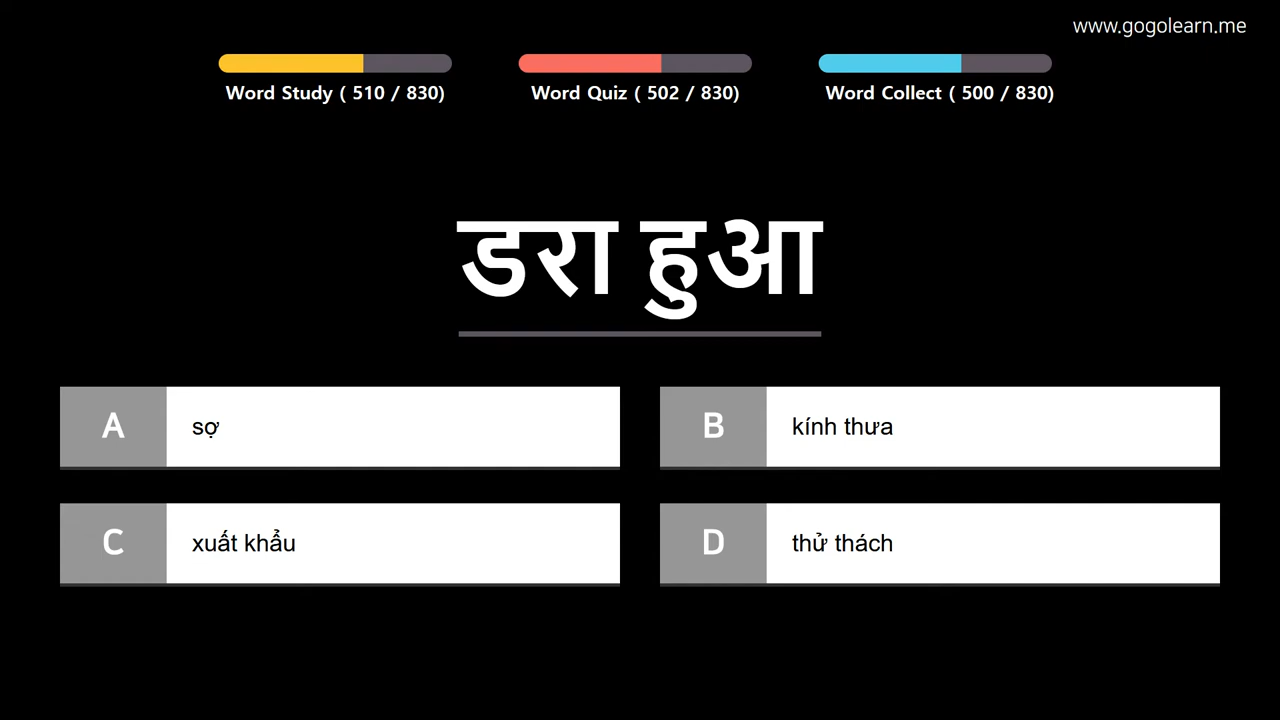 www.gogolearn.me
Word Study ( 510 / 830)
Word Quiz ( 502 / 830)
Word Collect ( 500 / 830)
डरा हुआ
A sợ
B kính thưa
C xuất khẩu
D thử thách